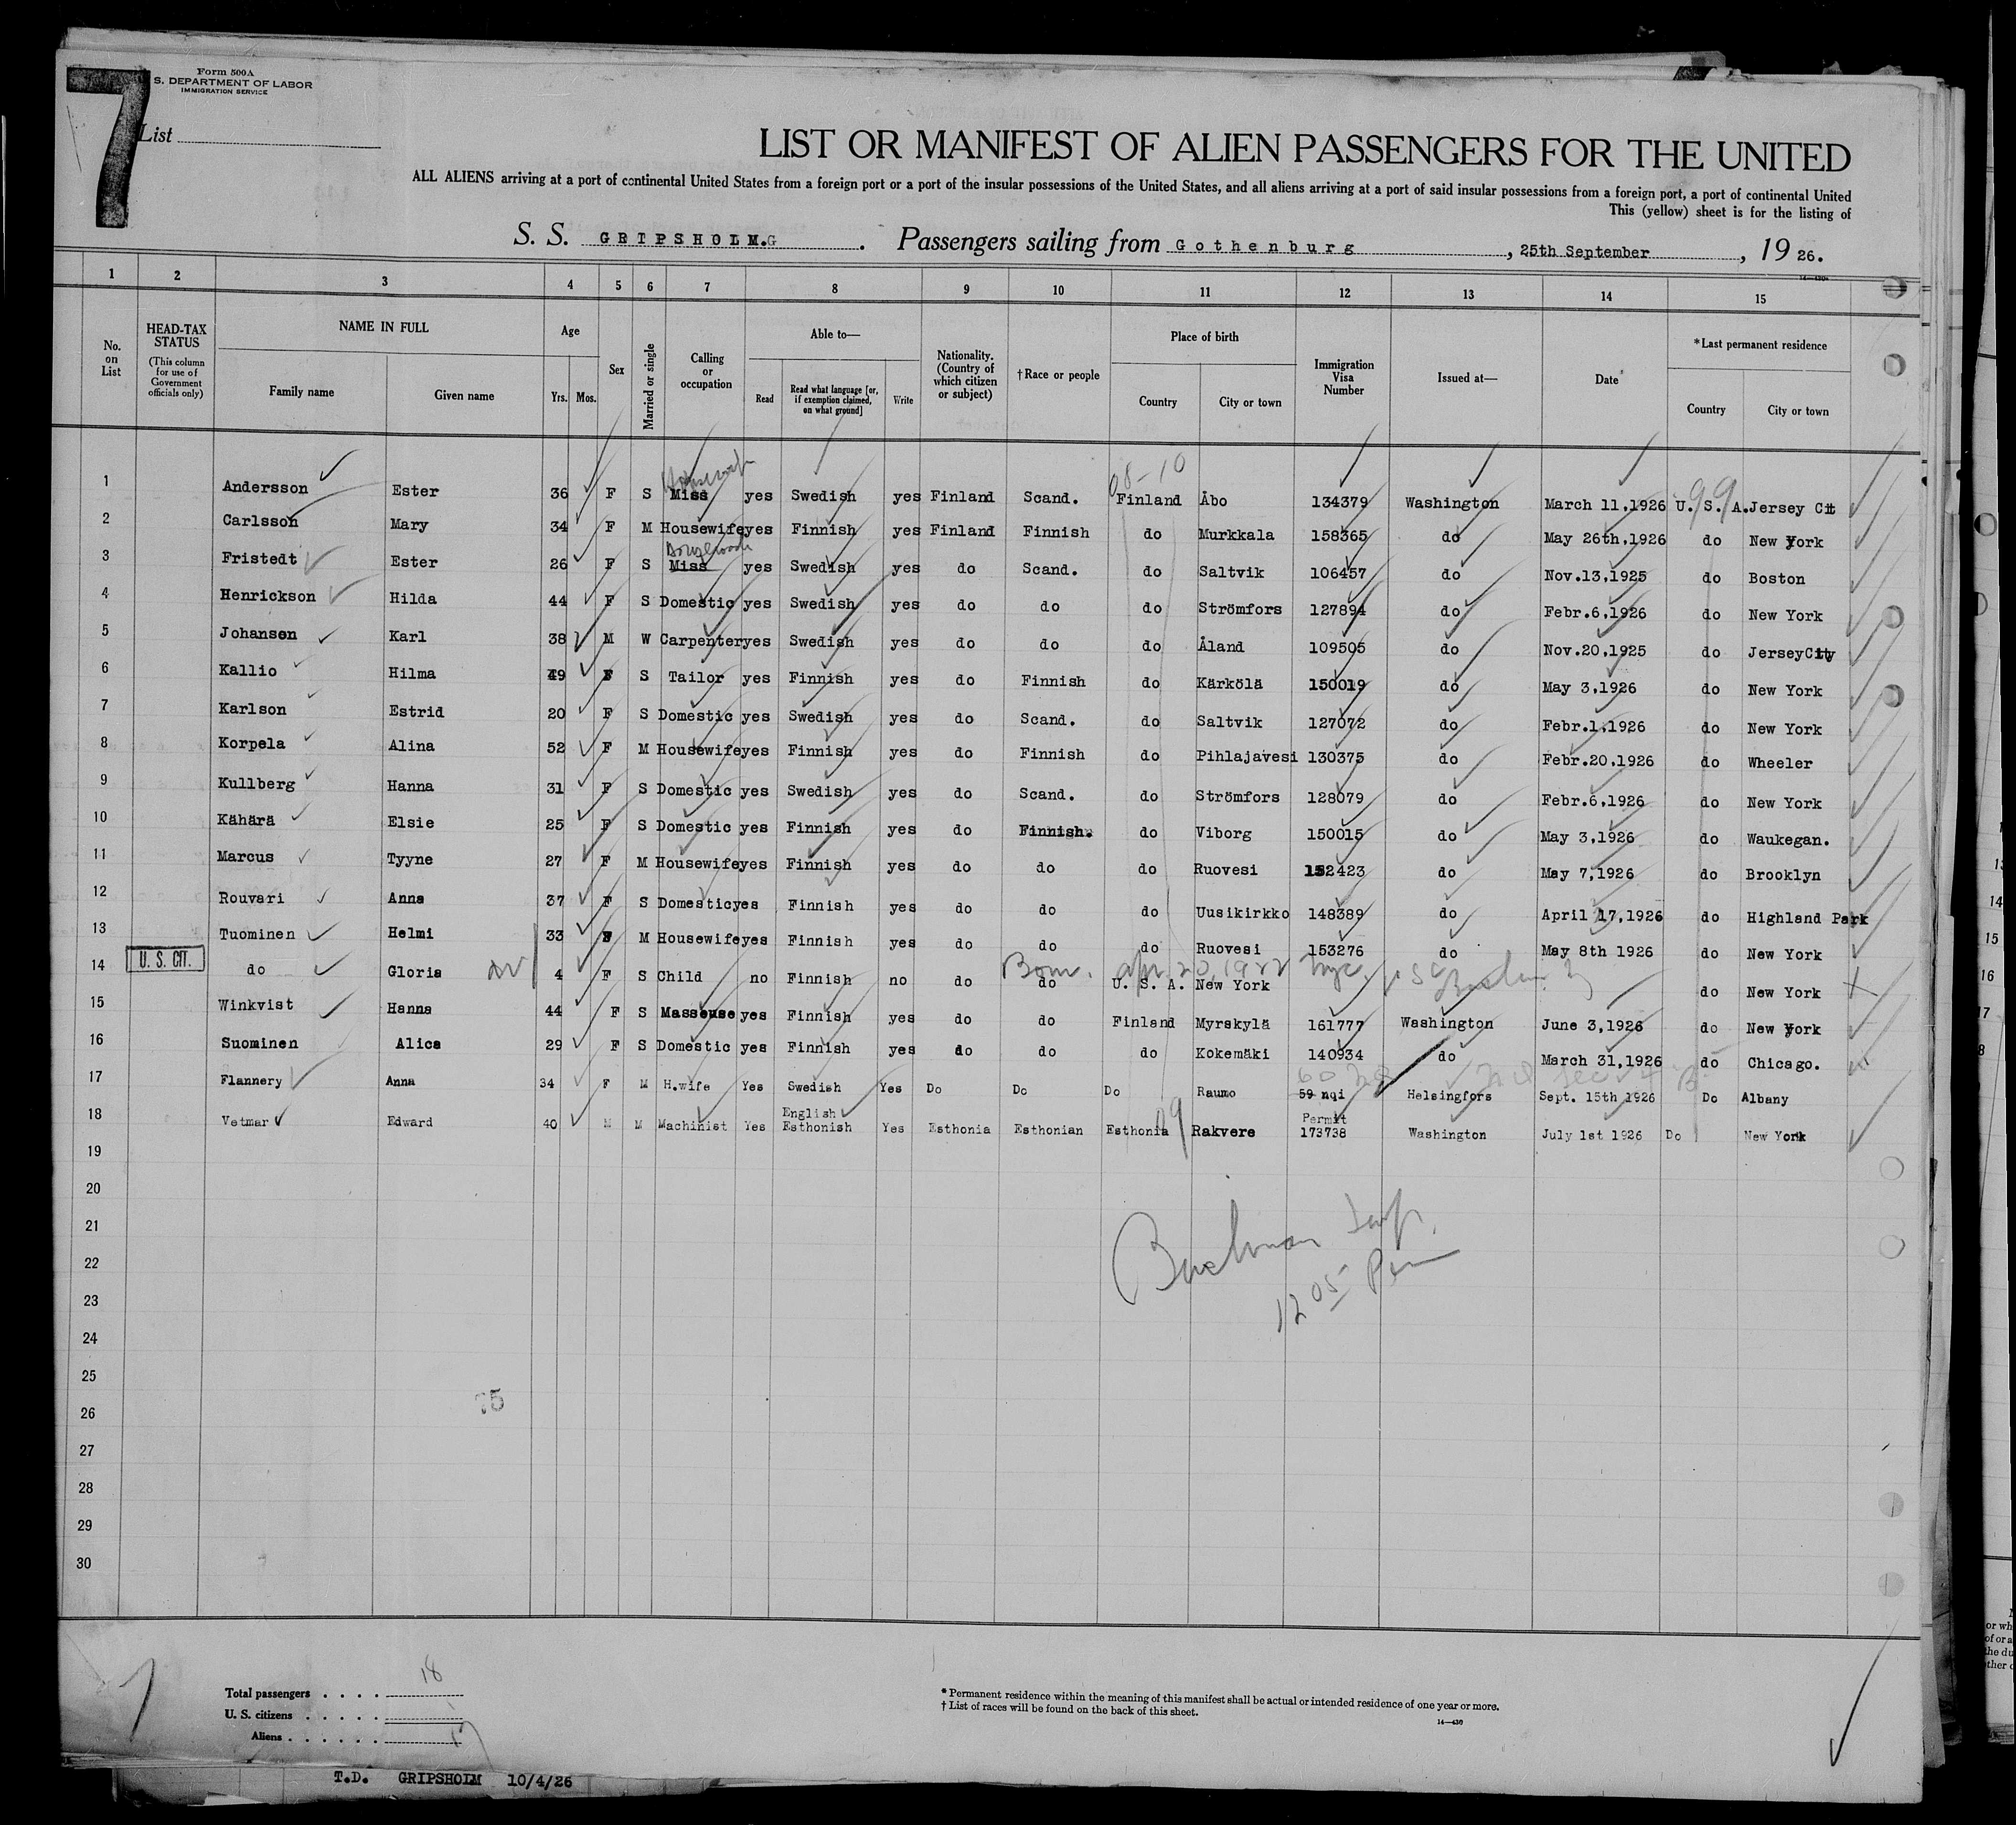 7
Form 500A
S. DEPARTMENT OF LABOR
IMMIGRATION SERVICE
List
LIST OR MANIFEST OF ALIEN PASSENGERS FOR THE UNITED
ALL ALIENS arriving at a port of continental United States from a foreign port or a port of the insular possessions of the United States, and all aliens arriving at a port of said insular possessions from a foreign port, a port of continental United
This (yellow) sheet is for the listing of
S. S. GRIPSHOLM.G. Passengers sailing from Gothenburg, 25th September, 19 26.
1 2 3 4 5 6 7 8 9 10 11 12 13 14 15
No. on List
HEAD-TAX STATUS (This column for use of Government officials only)
NAME IN FULL Family name Given name
Age Yrs. Mos.
Sex
Married or single
Calling or occupation
Able to— Read Read what language [or, if exemption claimed, on what ground] Write
Nationality. (Country of which citizen or subject)
†Race or people
Place of birth Country City or town
Immigration Visa Number
Issued at—
Date
*Last permanent residence Country City or town
08-10 99
1 Andersson Ester 36 F S Miss yes Swedish yes Finland Scand. Finland Åbo 134379 Washington March 11,1926 U.S.A. Jersey Cit
2 Carlsson Mary 34 F M Housewife yes Finnish yes Finland Finnish do Murkkala 158365 do May 26th,1926 do New York
3 Fristedt Ester 26 F S Miss yes Swedish yes do Scand. do Saltvik 106457 do Nov.13,1925 do Boston
4 Henrickson Hilda 44 F S Domestic yes Swedish yes do do do Strömfors 127894 do Febr.6,1926 do New York
5 Johansen Karl 38 M W Carpenter yes Swedish yes do do do Åland 109505 do Nov.20,1925 do JerseyCity
6 Kallio Hilma 49 F S Tailor yes Finnish yes do Finnish do Kärkölä 150019 do May 3,1926 do New York
7 Karlson Estrid 20 F S Domestic yes Swedish yes do Scand. do Saltvik 127072 do Febr.1,1926 do New York
8 Korpela Alina 52 F M Housewife yes Finnish yes do Finnish do Pihlajavesi 130375 do Febr.20,1926 do Wheeler
9 Kullberg Hanna 31 F S Domestic yes Swedish yes do Scand. do Strömfors 128079 do Febr.6,1926 do New York
10 Kähärä Elsie 25 F S Domestic yes Finnish yes do Finnish. do Viborg 150015 do May 3,1926 do Waukegan.
11 Marcus Tyyne 27 F M Housewife yes Finnish yes do do do Ruovesi 152423 do May 7,1926 do Brooklyn
12 Rouvari Anna 37 F S Domestic yes Finnish yes do do do Uusikirkko 148389 do April 17,1926 do Highland Park
13 Tuominen Helmi 33 F M Housewife yes Finnish yes do do do Ruovesi 153276 do May 8th 1926 do New York
Born. Apr. 20, 1922 nyc
14 U. S. CIT. do Gloria 4 F S Child no Finnish no do do U. S. A. New York do New York
15 Winkvist Hanna 44 F S Masseuse yes Finnish yes do do Finland Myrskylä 161777 Washington June 3,1926 do New York
16 Suominen Alice 29 F S Domestic yes Finnish yes do do do Kokemäki 140934 do March 31,1926 do Chicago.
17 Flannery Anna 34 F M H.wife Yes Swedish Yes Do Do Do Raumo 59 nqi Helsingfors Sept. 15th 1926 Do Albany
18 Vetmar Edward 40 M M Machinist Yes English Esthonish Yes Esthonia Esthonian Esthonia Rakvere Permit 173738 Washington July 1st 1926 Do New York
19
20
21
22
23
24
25
26
27
28
29
30
12 05 Pm
75
Total passengers . . . . 18
U. S. citizens . . . . . 1
Aliens . . . . . . 17
* Permanent residence within the meaning of this manifest shall be actual or intended residence of one year or more.
† List of races will be found on the back of this sheet.
14—430
T.D. GRIPSHOLM 10/4/26